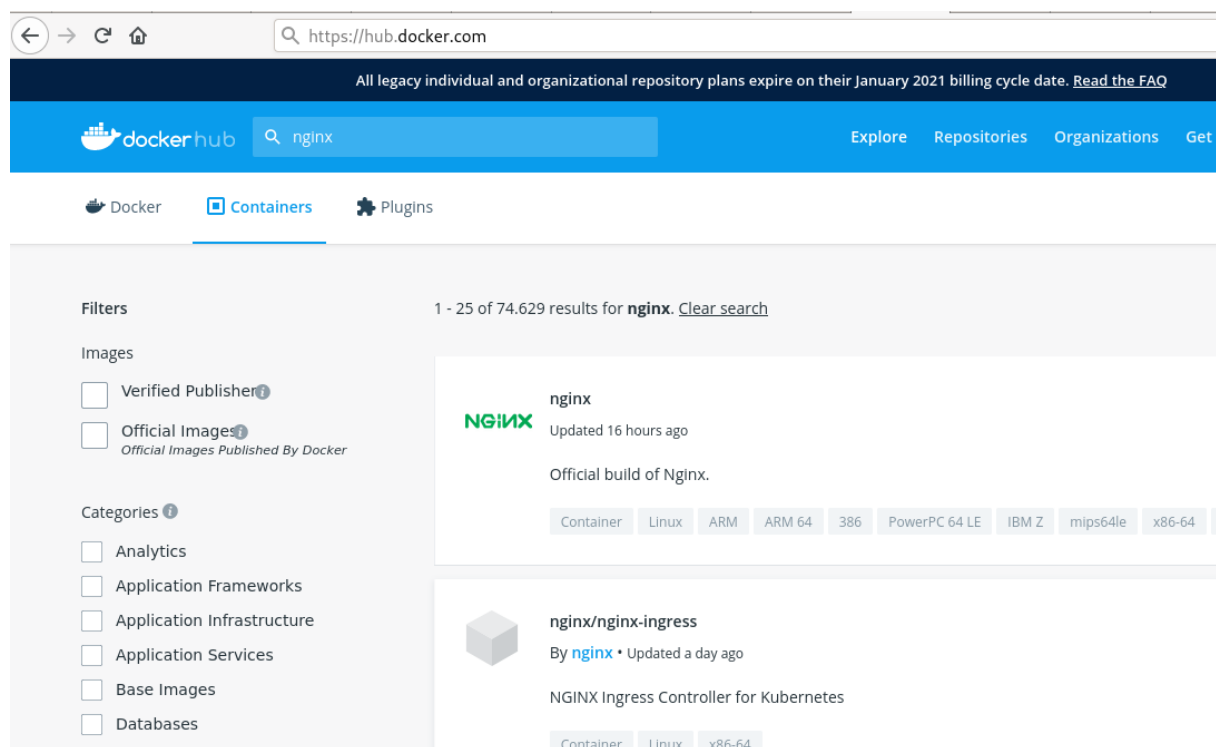 https://hub.docker.com
All legacy individual and organizational repository plans expire on their January 2021 billing cycle date. Read the FAQ
dockerhub nginx Explore Repositories Organizations Get
Docker Containers Plugins
Filters
1 - 25 of 74.629 results for nginx. Clear search
Images
Verified Publisher
Official Images
Official Images Published By Docker
Categories
Analytics
Application Frameworks
Application Infrastructure
Application Services
Base Images
Databases
nginx
NGINX
Updated 16 hours ago
Official build of Nginx.
Container Linux ARM ARM 64 386 PowerPC 64 LE IBM Z mips64le x86-64
nginx/nginx-ingress
By nginx • Updated a day ago
NGINX Ingress Controller for Kubernetes
Container Linux x86-64